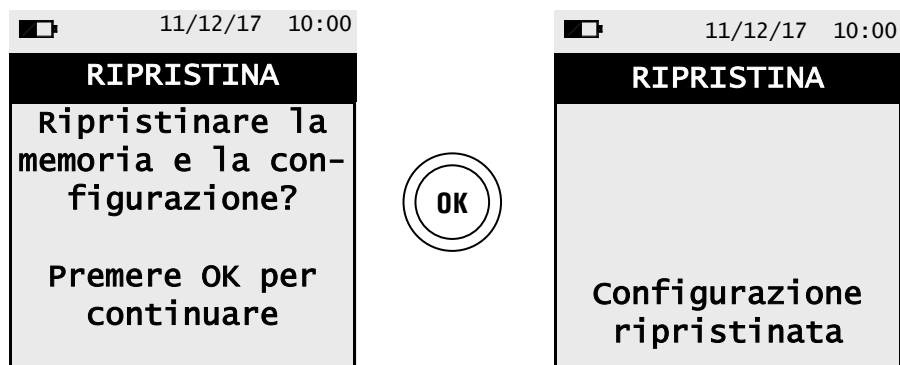 11/12/17 10:00
RIPRISTINA
Ripristinare la
memoria e la con-
figurazione?
Premere OK per
continuare
OK
11/12/17 10:00
RIPRISTINA
Configurazione
ripristinata